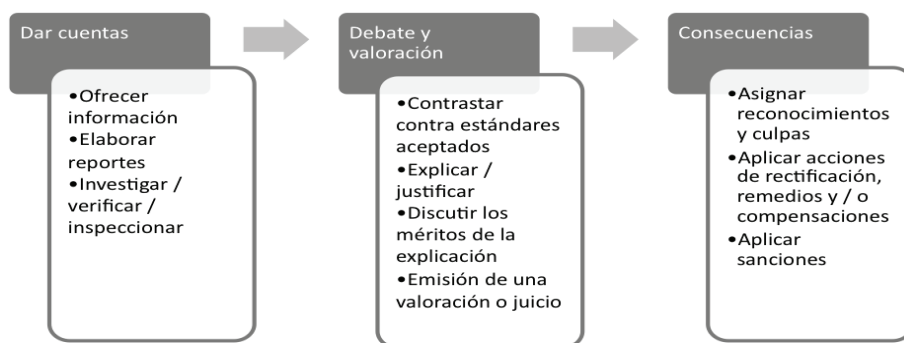 Dar cuentas
•Ofrecer
información
•Elaborar
reportes
•Investigar /
verificar /
inspeccionar
Debate y
valoración
•Contrastar
contra estándares
aceptados
•Explicar /
justificar
•Discutir los
méritos de la
explicación
•Emisión de una
valoración o juicio
Consecuencias
•Asignar
reconocimientos
y culpas
•Aplicar acciones
de rectificación,
remedios y / o
compensaciones
•Aplicar
sanciones